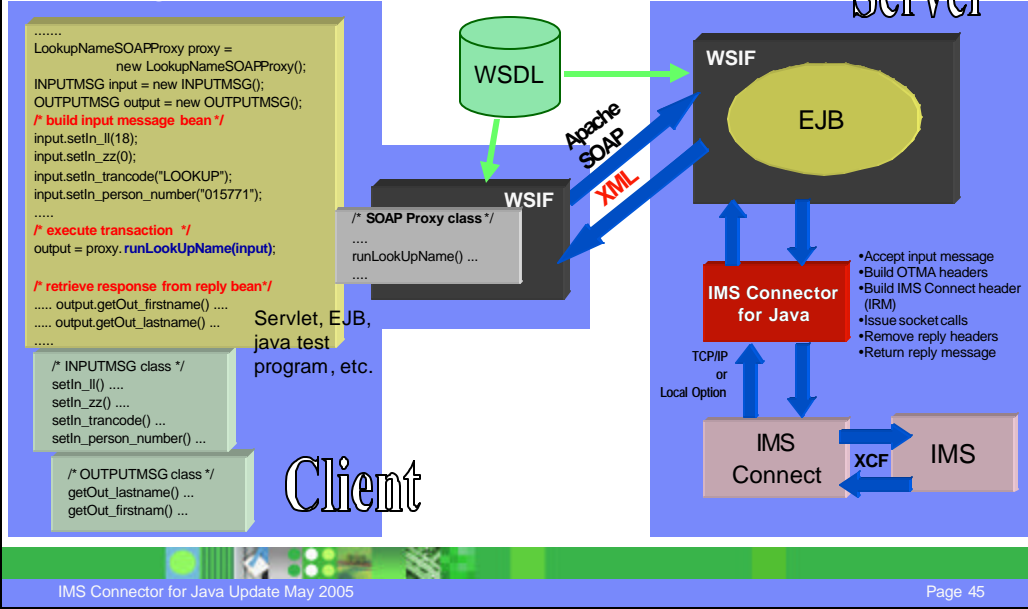 Server
.......
LookupNameSOAPProxy proxy =
new LookupNameSOAPProxy();
INPUTMSG input = new INPUTMSG();
OUTPUTMSG output = new OUTPUTMSG();
/* build input message bean */
input.setIn_ll(18);
input.setIn_zz(0);
input.setIn_trancode("LOOKUP");
input.setIn_person_number("015771");
.....
/* execute transaction */
output = proxy. runLookUpName(input);
/* retrieve response from reply bean*/
..... output.getOut_firstname() ....
..... output.getOut_lastname() ...
.....
/* INPUTMSG class */
setIn_ll() ....
setIn_zz() ....
setIn_trancode() ...
setIn_person_number() ...
/* OUTPUTMSG class */
getOut_lastname() ...
getOut_firstnam() ...
Servlet, EJB,
java test
program, etc.
Client
WSDL
WSIF
/* SOAP Proxy class */
....
runLookUpName() ...
....
Apache
SOAP
XML
WSIF
EJB
IMS Connector
for Java
•Accept input message
•Build OTMA headers
•Build IMS Connect header
(IRM)
•Issue socket calls
•Remove reply headers
•Return reply message
TCP/IP
or
Local Option
IMS
Connect
XCF
IMS
IMS Connector for Java Update May 2005
Page 45